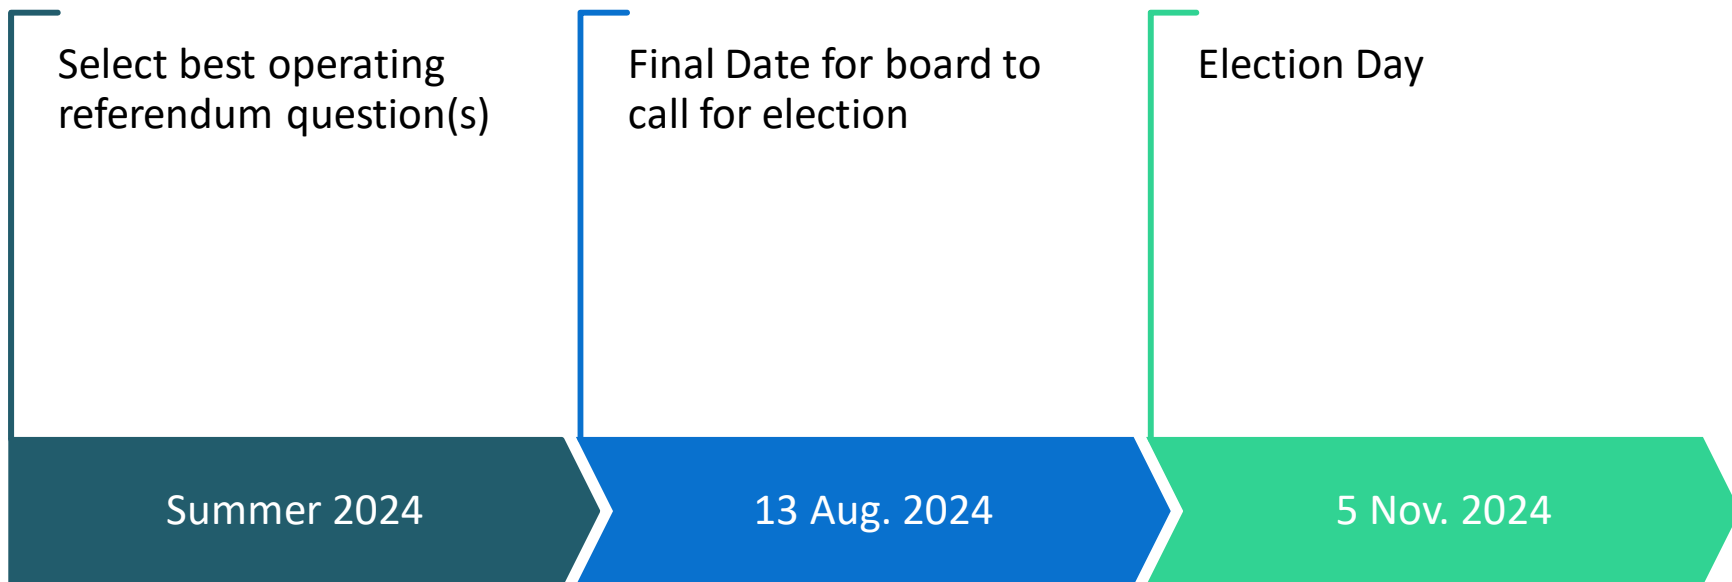 Select best operating
referendum question(s)
Final Date for board to
call for election
Election Day
Summer 2024
13 Aug. 2024
5 Nov. 2024